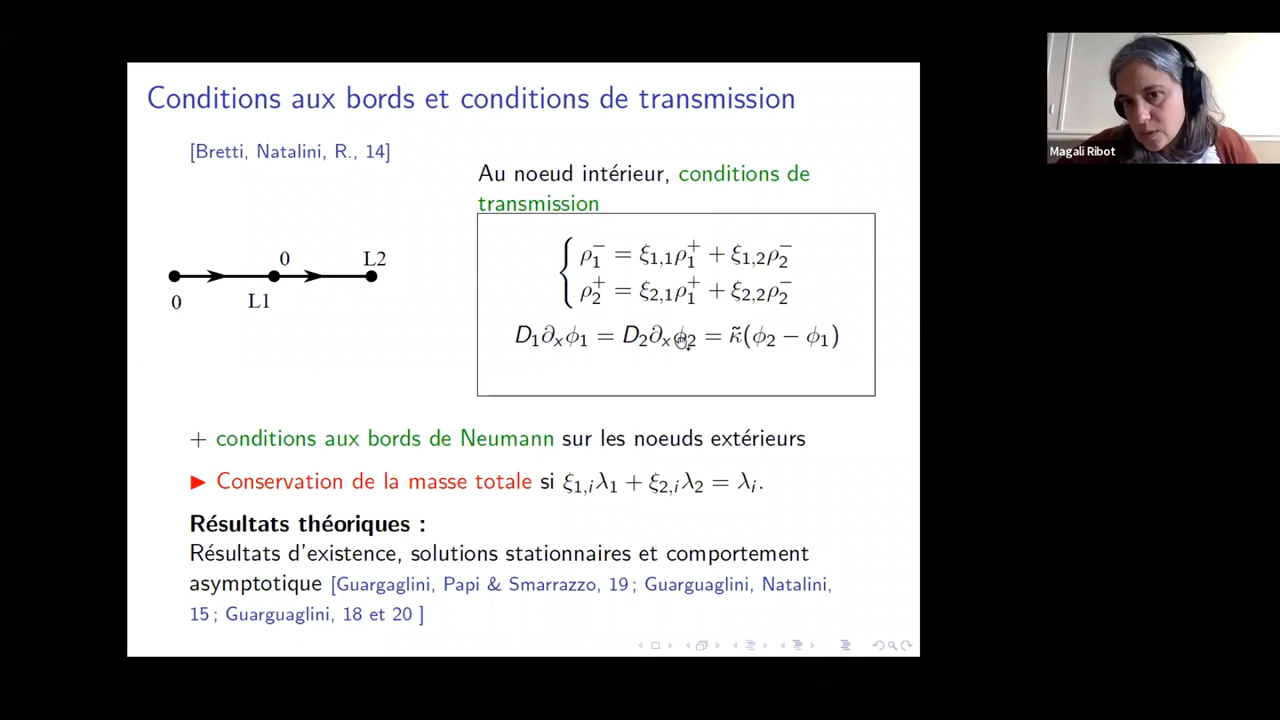 Conditions aux bords et conditions de transmission
[Bretti, Natalini, R., 14]
Au noeud intérieur, conditions de
transmission
0
L2
0
L1
ρ₁⁻ = ξ₁,₁ρ₁⁺ + ξ₁,₂ρ₂⁻
ρ₂⁺ = ξ₂,₁ρ₁⁺ + ξ₂,₂ρ₂⁻
D₁∂ₓϕ₁ = D₂∂ₓϕ₂ = κ̃(ϕ₂ − ϕ₁)
+ conditions aux bords de Neumann sur les noeuds extérieurs
▶ Conservation de la masse totale si ξ₁,ᵢλ₁ + ξ₂,ᵢλ₂ = λᵢ.
Résultats théoriques :
Résultats d'existence, solutions stationnaires et comportement
asymptotique [Guargaglini, Papi & Smarrazzo, 19 ; Guarguaglini, Natalini,
15 ; Guarguaglini, 18 et 20 ]
Magali Ribot